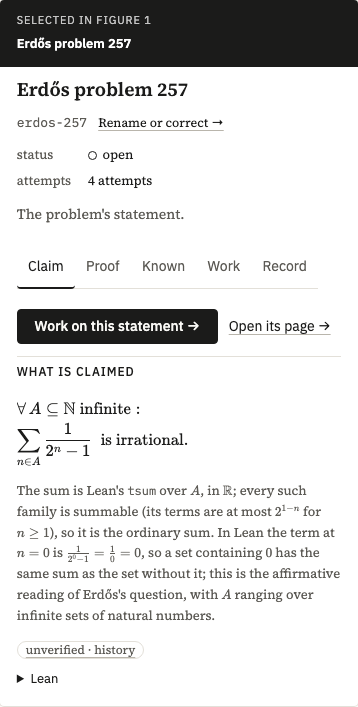 SELECTED IN FIGURE 1
Erdős problem 257
Erdős problem 257
erdos-257 Rename or correct →
status open
attempts 4 attempts
The problem's statement.
Claim Proof Known Work Record
Work on this statement → Open its page →
WHAT IS CLAIMED
∀ A ⊆ ℕ infinite :
∑_{n∈A} 1/(2ⁿ − 1) is irrational.
The sum is Lean's tsum over A, in ℝ; every such
family is summable (its terms are at most 2^{1−n} for
n ≥ 1), so it is the ordinary sum. In Lean the term at
n = 0 is 1/(2⁰−1) = 1/0 = 0, so a set containing 0 has the
same sum as the set without it; this is the affirmative
reading of Erdős's question, with A ranging over
infinite sets of natural numbers.
unverified · history
▶ Lean